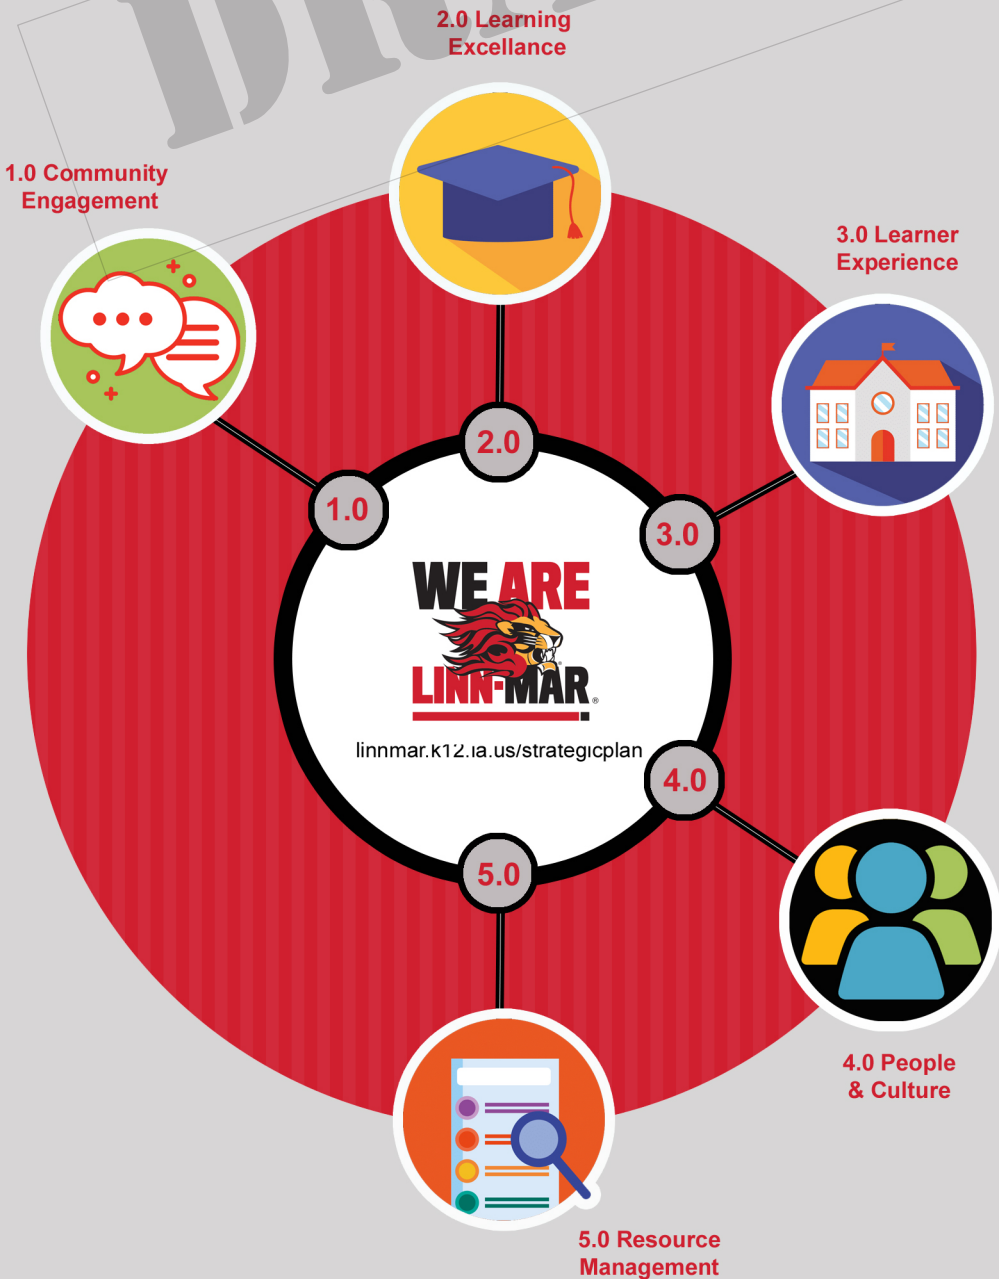 2.0 Learning
Excellance
1.0 Community
Engagement
3.0 Learner
Experience
2.0
1.0
3.0
WE ARE
LINN-MAR®
linnmar.k12.ia.us/strategicplan
4.0
5.0
4.0 People
& Culture
5.0 Resource
Management